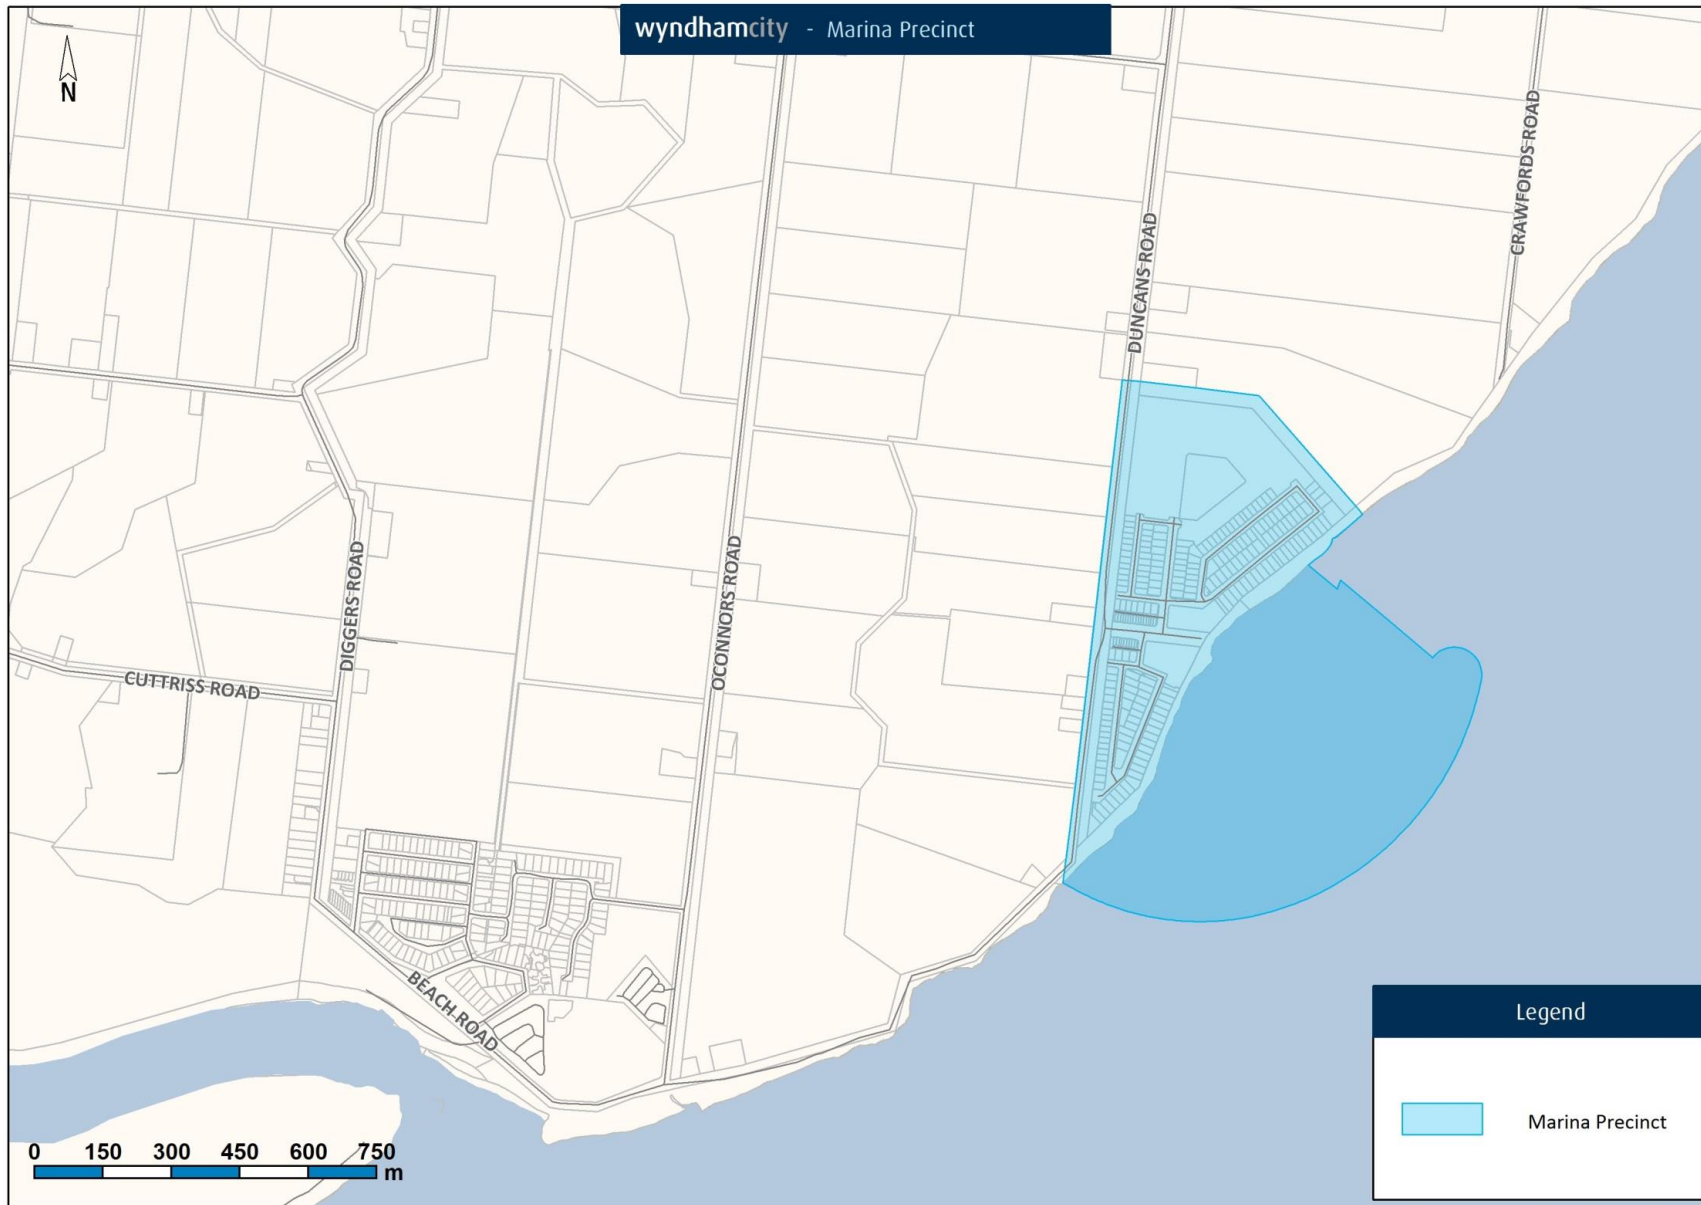 wyndhamcity - Marina Precinct
N
CRAWFORDS ROAD
DUNCANS ROAD
OCONNORS ROAD
DIGGERS ROAD
CUTTRISS ROAD
BEACH ROAD
Legend
Marina Precinct
0 150 300 450 600 750
m